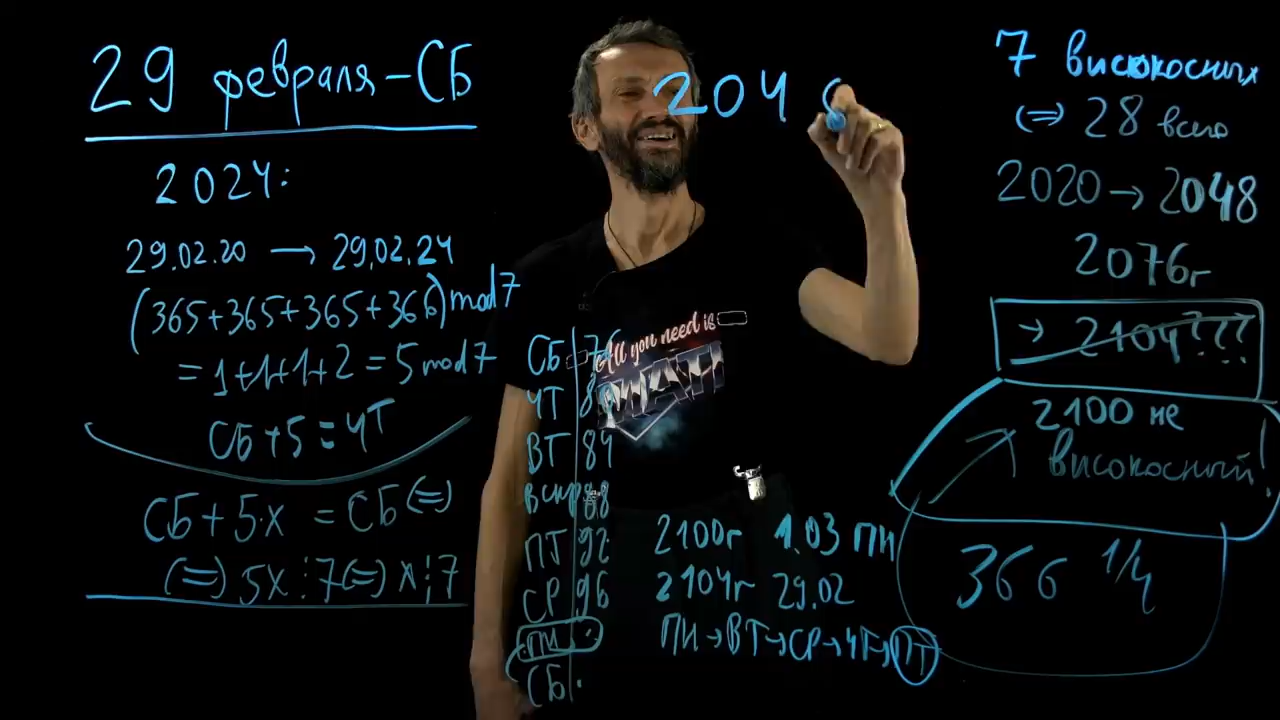 29 февраля-СБ
2024:
29.02.20 → 29.02.24
(365+365+365+366) mod 7
= 1+1+1+2 = 5 mod 7
СБ+5=ЧТ
СБ+5·x = СБ(=)
(=) 5x⋮7(=) x⋮7
204
All you need is
MATH
СБ 76
ЧТ 8
ВТ 84
вскр 88
ПТ 92
СР 96
ПН
СБ
2100г 1.03 ПН
2104г 29.02
ПН→ВТ→СР→ЧТ→ПТ
7 високосных
(=) 28 всего
2020→2048
2076г
→ 2104???
2100 не
високосный!
366 1/4